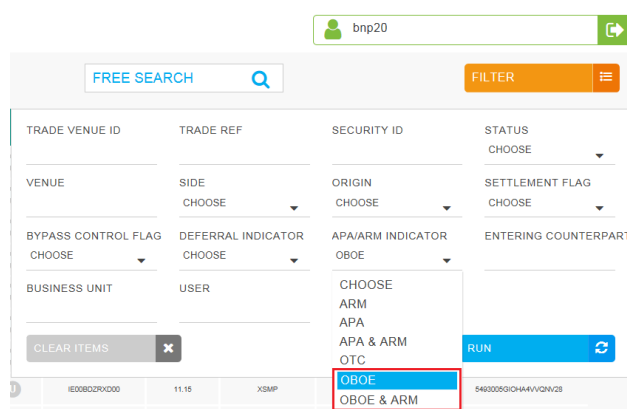 bnp20
FREE SEARCH
FILTER
TRADE VENUE ID TRADE REF SECURITY ID STATUS
CHOOSE
VENUE SIDE ORIGIN SETTLEMENT FLAG
CHOOSE CHOOSE CHOOSE
BYPASS CONTROL FLAG DEFERRAL INDICATOR APA/ARM INDICATOR ENTERING COUNTERPART
CHOOSE CHOOSE OBOE
BUSINESS UNIT USER
CHOOSE
ARM
APA
APA & ARM
OTC
OBOE
OBOE & ARM
CLEAR ITEMS RUN
U IE00BDZRXD00 11.15 XSMP 5493005GIOHA4VVQNV28